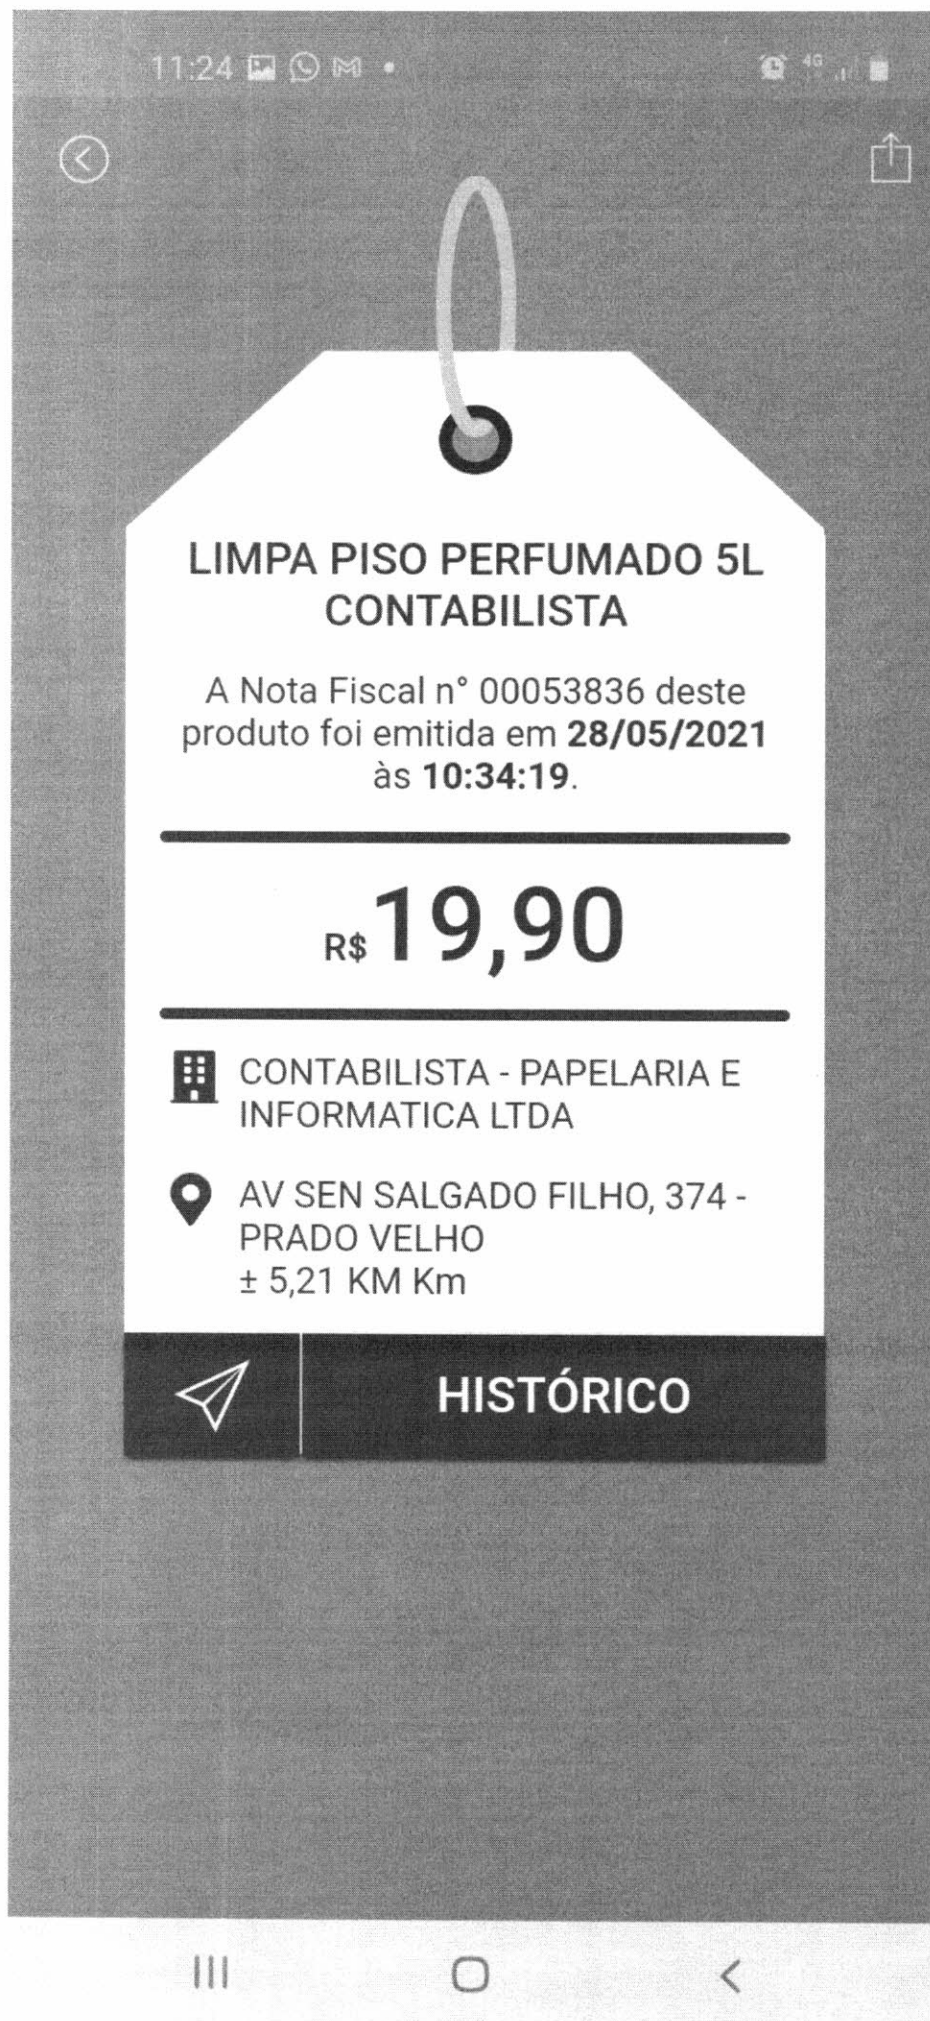 11:24
4G
LIMPA PISO PERFUMADO 5L
CONTABILISTA
A Nota Fiscal n° 00053836 deste
produto foi emitida em 28/05/2021
às 10:34:19.
R$ 19,90
CONTABILISTA - PAPELARIA E
INFORMATICA LTDA
AV SEN SALGADO FILHO, 374 -
PRADO VELHO
± 5,21 KM Km
HISTÓRICO